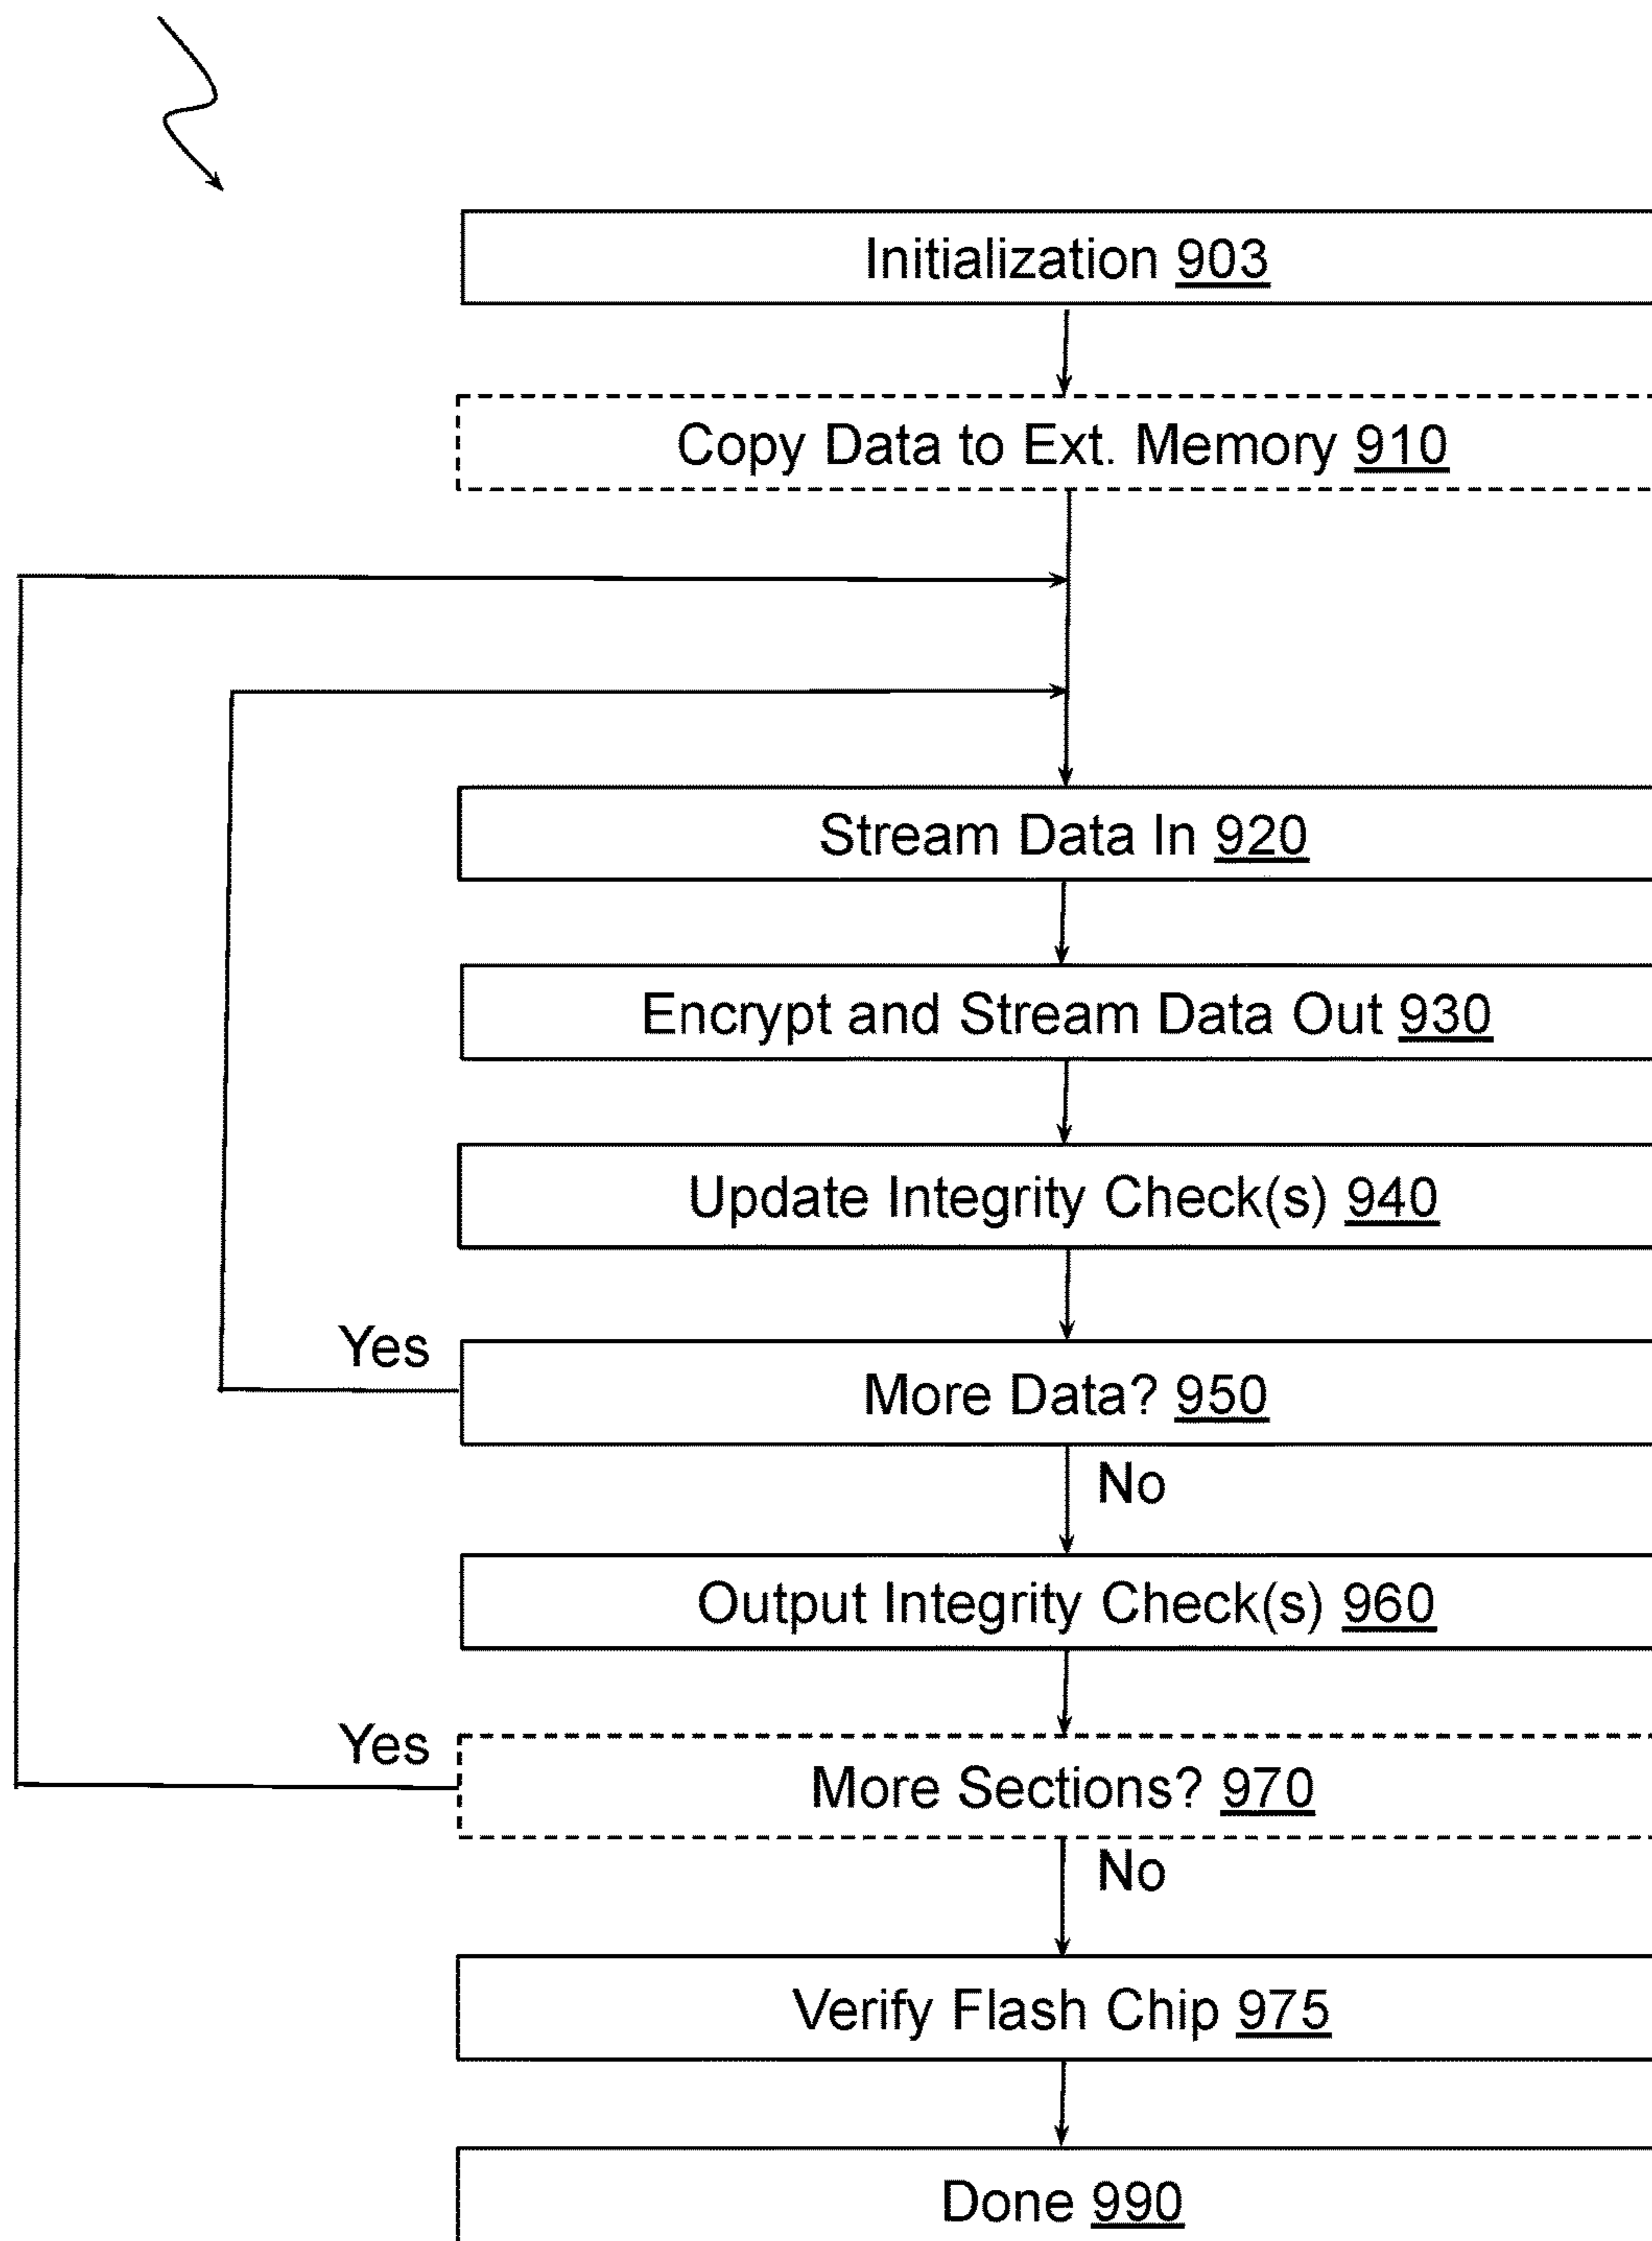 Initialization 903
Copy Data to Ext. Memory 910
Stream Data In 920
Encrypt and Stream Data Out 930
Update Integrity Check(s) 940
Yes
More Data? 950
No
Output Integrity Check(s) 960
Yes
More Sections? 970
No
Verify Flash Chip 975
Done 990